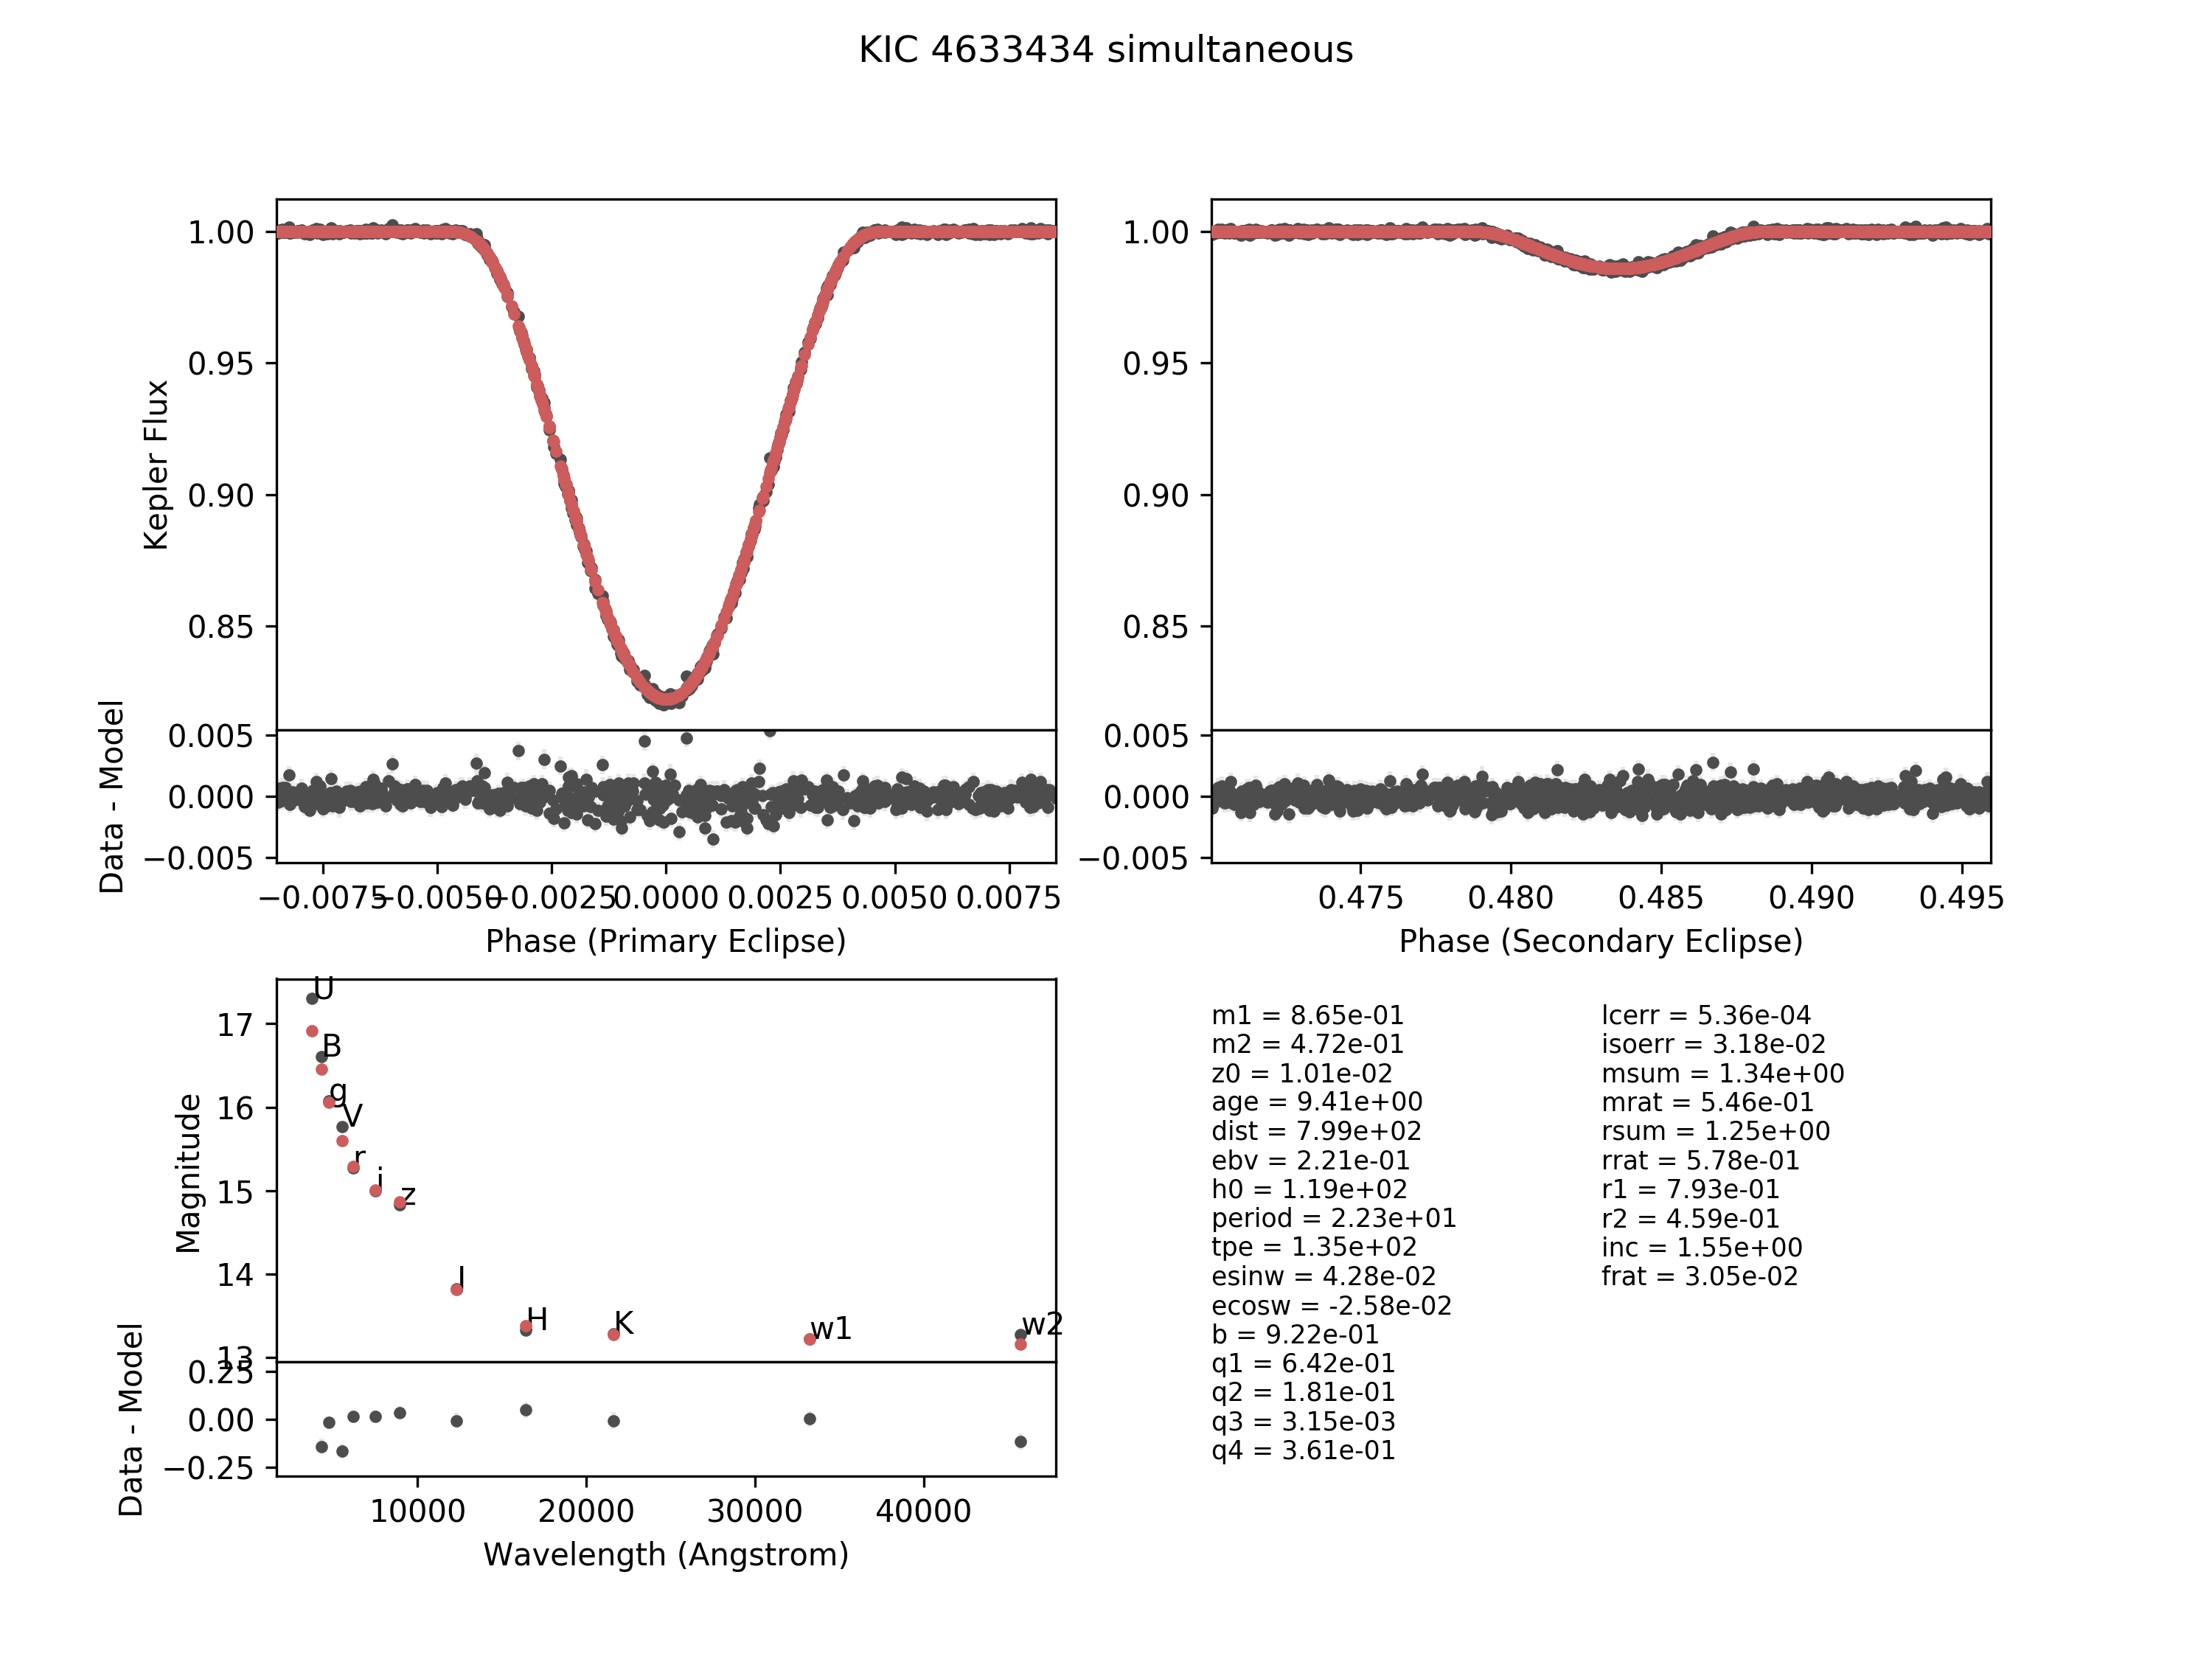 KIC 4633434 simultaneous
Kepler Flux
1.00
0.95
0.90
0.85
Data - Model
0.005
0.000
−0.005
−0.0075
−0.0050
−0.0025
0.0000
0.0025
0.0050
0.0075
Phase (Primary Eclipse)
1.00
0.95
0.90
0.85
0.005
0.000
−0.005
0.475
0.480
0.485
0.490
0.495
Phase (Secondary Eclipse)
Magnitude
17
16
15
14
13
U
B
g
V
r
i
z
J
H
K
w1
w2
Data - Model
0.25
0.00
−0.25
10000
20000
30000
40000
Wavelength (Angstrom)
m1 = 8.65e-01
m2 = 4.72e-01
z0 = 1.01e-02
age = 9.41e+00
dist = 7.99e+02
ebv = 2.21e-01
h0 = 1.19e+02
period = 2.23e+01
tpe = 1.35e+02
esinw = 4.28e-02
ecosw = -2.58e-02
b = 9.22e-01
q1 = 6.42e-01
q2 = 1.81e-01
q3 = 3.15e-03
q4 = 3.61e-01
lcerr = 5.36e-04
isoerr = 3.18e-02
msum = 1.34e+00
mrat = 5.46e-01
rsum = 1.25e+00
rrat = 5.78e-01
r1 = 7.93e-01
r2 = 4.59e-01
inc = 1.55e+00
frat = 3.05e-02